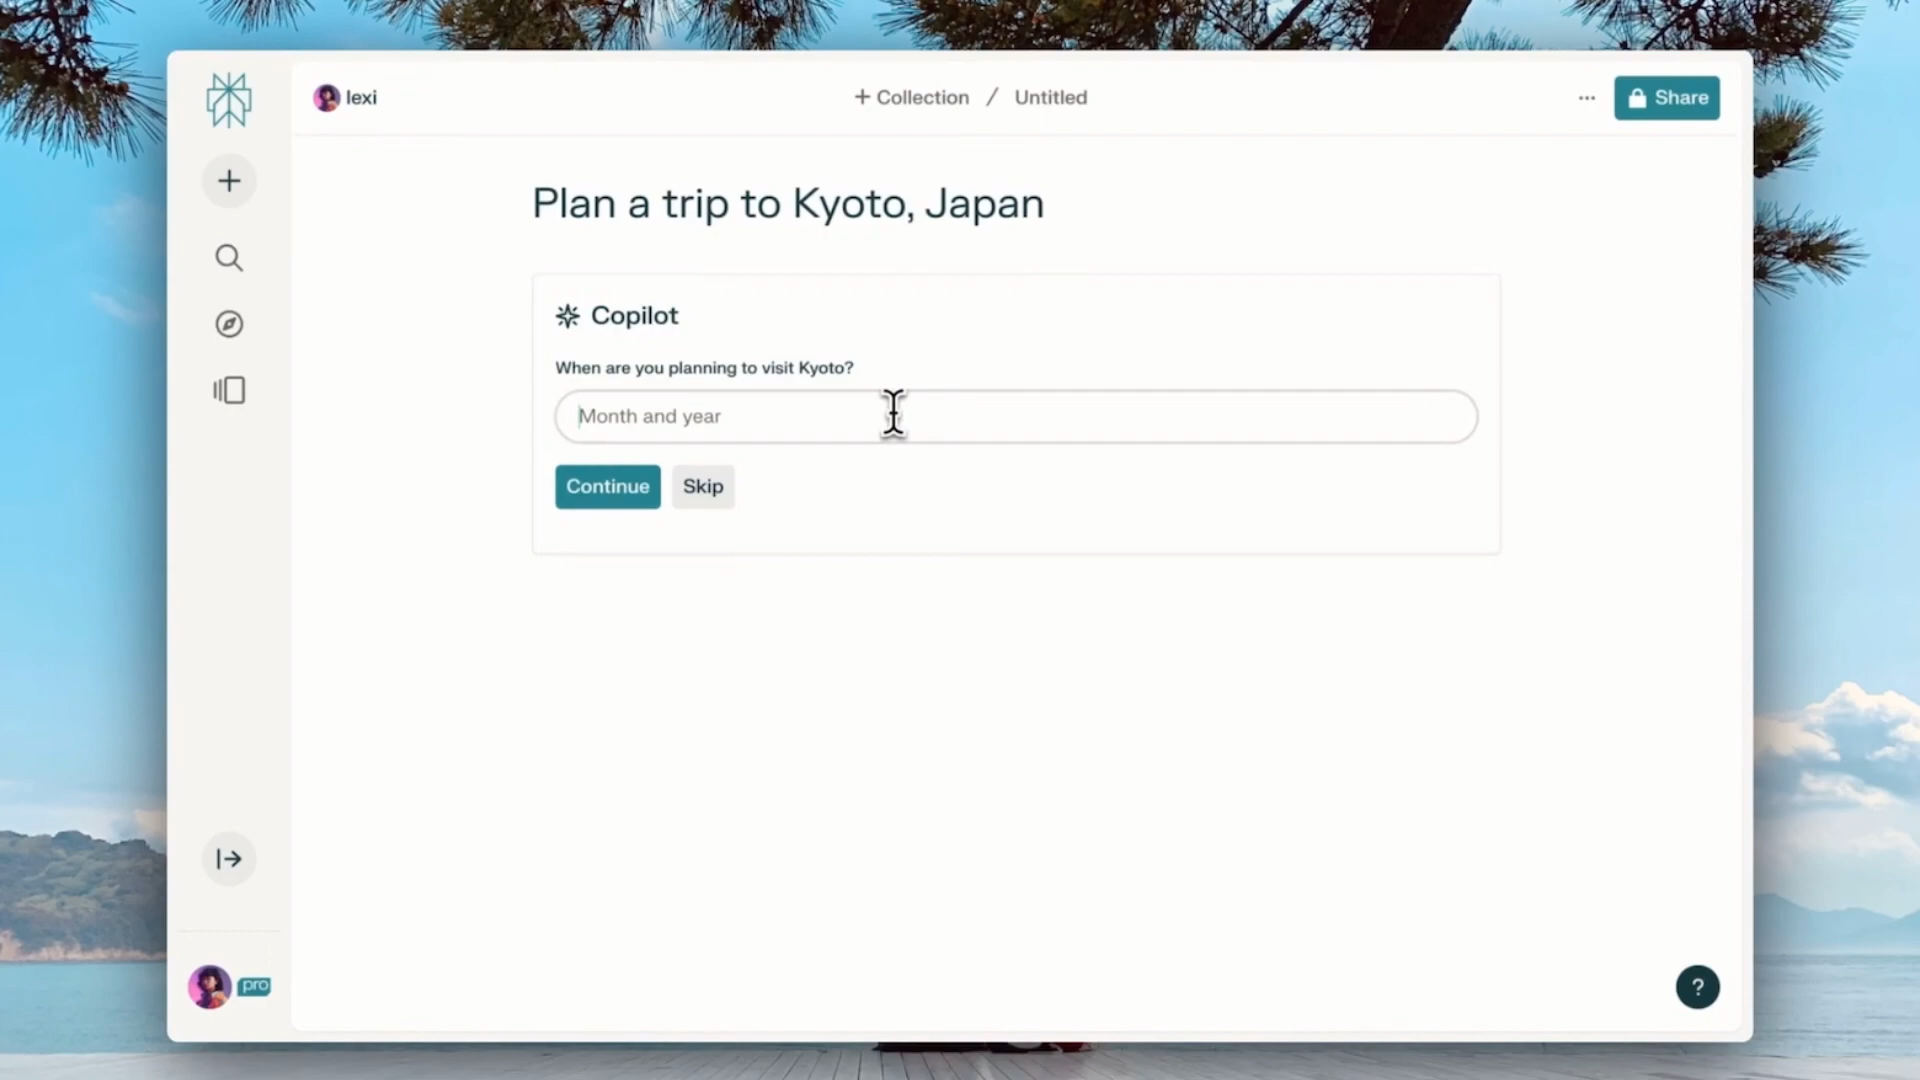 lexi
+ Collection / Untitled
... Share
Plan a trip to Kyoto, Japan
Copilot
When are you planning to visit Kyoto?
Month and year
Continue Skip
pro
?